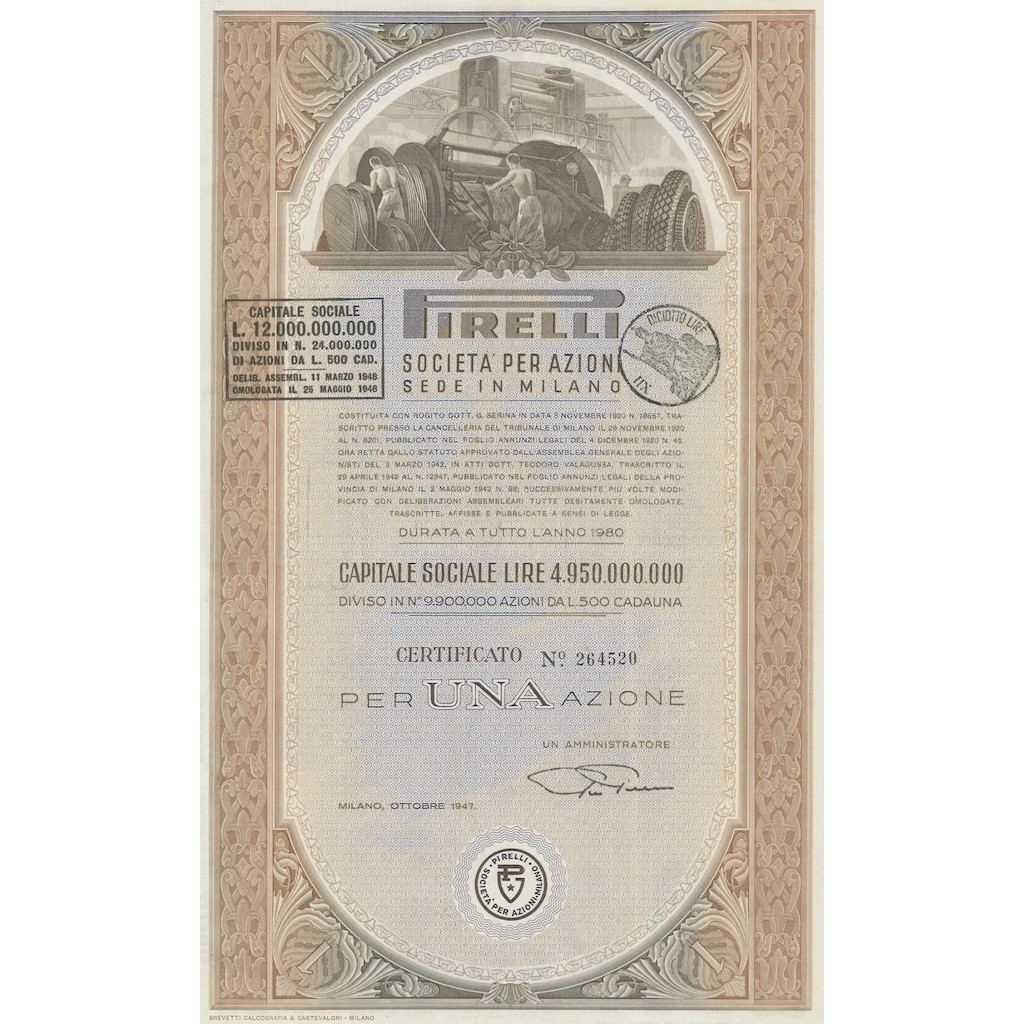 PIRELLI
SOCIETA' PER AZIONI
SEDE IN MILANO
CAPITALE SOCIALE
L. 12.000.000.000
DIVISO IN N. 24.000.000
DI AZIONI DA L. 500 CAD.
DELIB. ASSEMBL. 11 MARZO 1948
OMOLOGATA IL 25 MAGGIO 1948
DICIOTTO LIRE
XII
COSTITUITA CON ROGITO DOTT. G. SERINA IN DATA 3 NOVEMBRE 1920 N. 18657, TRA-
SCRITTO PRESSO LA CANCELLERIA DEL TRIBUNALE DI MILANO IL 29 NOVEMBRE 1920
AL N. 6201, PUBBLICATO NEL FOGLIO ANNUNZI LEGALI DEL 4 DICEMBRE 1920 N. 46,
ORA RETTA DALLO STATUTO APPROVATO DALL'ASSEMBLEA GENERALE DEGLI AZIO-
NISTI DEL 3 MARZO 1942, IN ATTI DOTT. TEODORO VALAGUSSA, TRASCRITTO IL
29 APRILE 1942 AL N. 12347, PUBBLICATO NEL FOGLIO ANNUNZI LEGALI DELLA PRO-
VINCIA DI MILANO IL 2 MAGGIO 1942 N. 88; SUCCESSIVAMENTE PIÙ VOLTE MODI-
FICATO CON DELIBERAZIONI ASSEMBLEARI TUTTE DEBITAMENTE OMOLOGATE,
TRASCRITTE, AFFISSE E PUBBLICATE A SENSI DI LEGGE.
DURATA A TUTTO L'ANNO 1980
CAPITALE SOCIALE LIRE 4.950.000.000
DIVISO IN Nº 9.900.000 AZIONI DA L. 500 CADAUNA
CERTIFICATO Nº. 264520
PER UNA AZIONE
UN AMMINISTRATORE
MILANO, OTTOBRE 1947.
PIRELLI
P
SOCIETÀ PER AZIONI · MILANO
BREVETTI CALCOGRAFIA & CARTEVALORI - MILANO